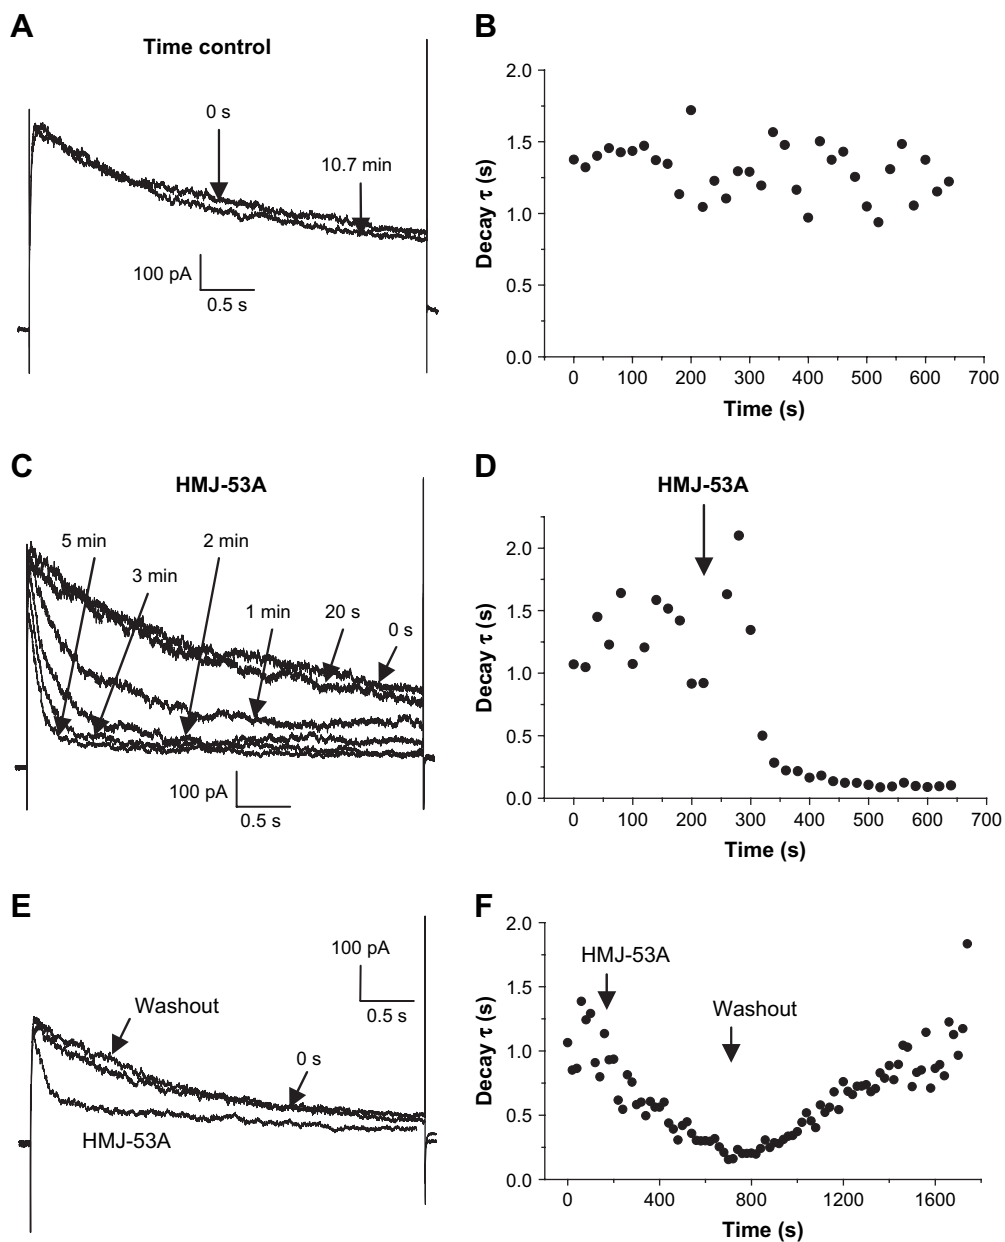 A
Time control
0 s
10.7 min
100 pA
0.5 s
B
2.0
1.5
1.0
0.5
0.0
Decay τ (s)
0 100 200 300 400 500 600 700
Time (s)
C
HMJ-53A
5 min
2 min
3 min
1 min
20 s
0 s
100 pA
0.5 s
D
HMJ-53A
2.0
1.5
1.0
0.5
0.0
Decay τ (s)
0 100 200 300 400 500 600 700
Time (s)
E
100 pA
0.5 s
Washout
0 s
HMJ-53A
F
2.0
1.5
1.0
0.5
0.0
Decay τ (s)
HMJ-53A
Washout
0 400 800 1200 1600
Time (s)